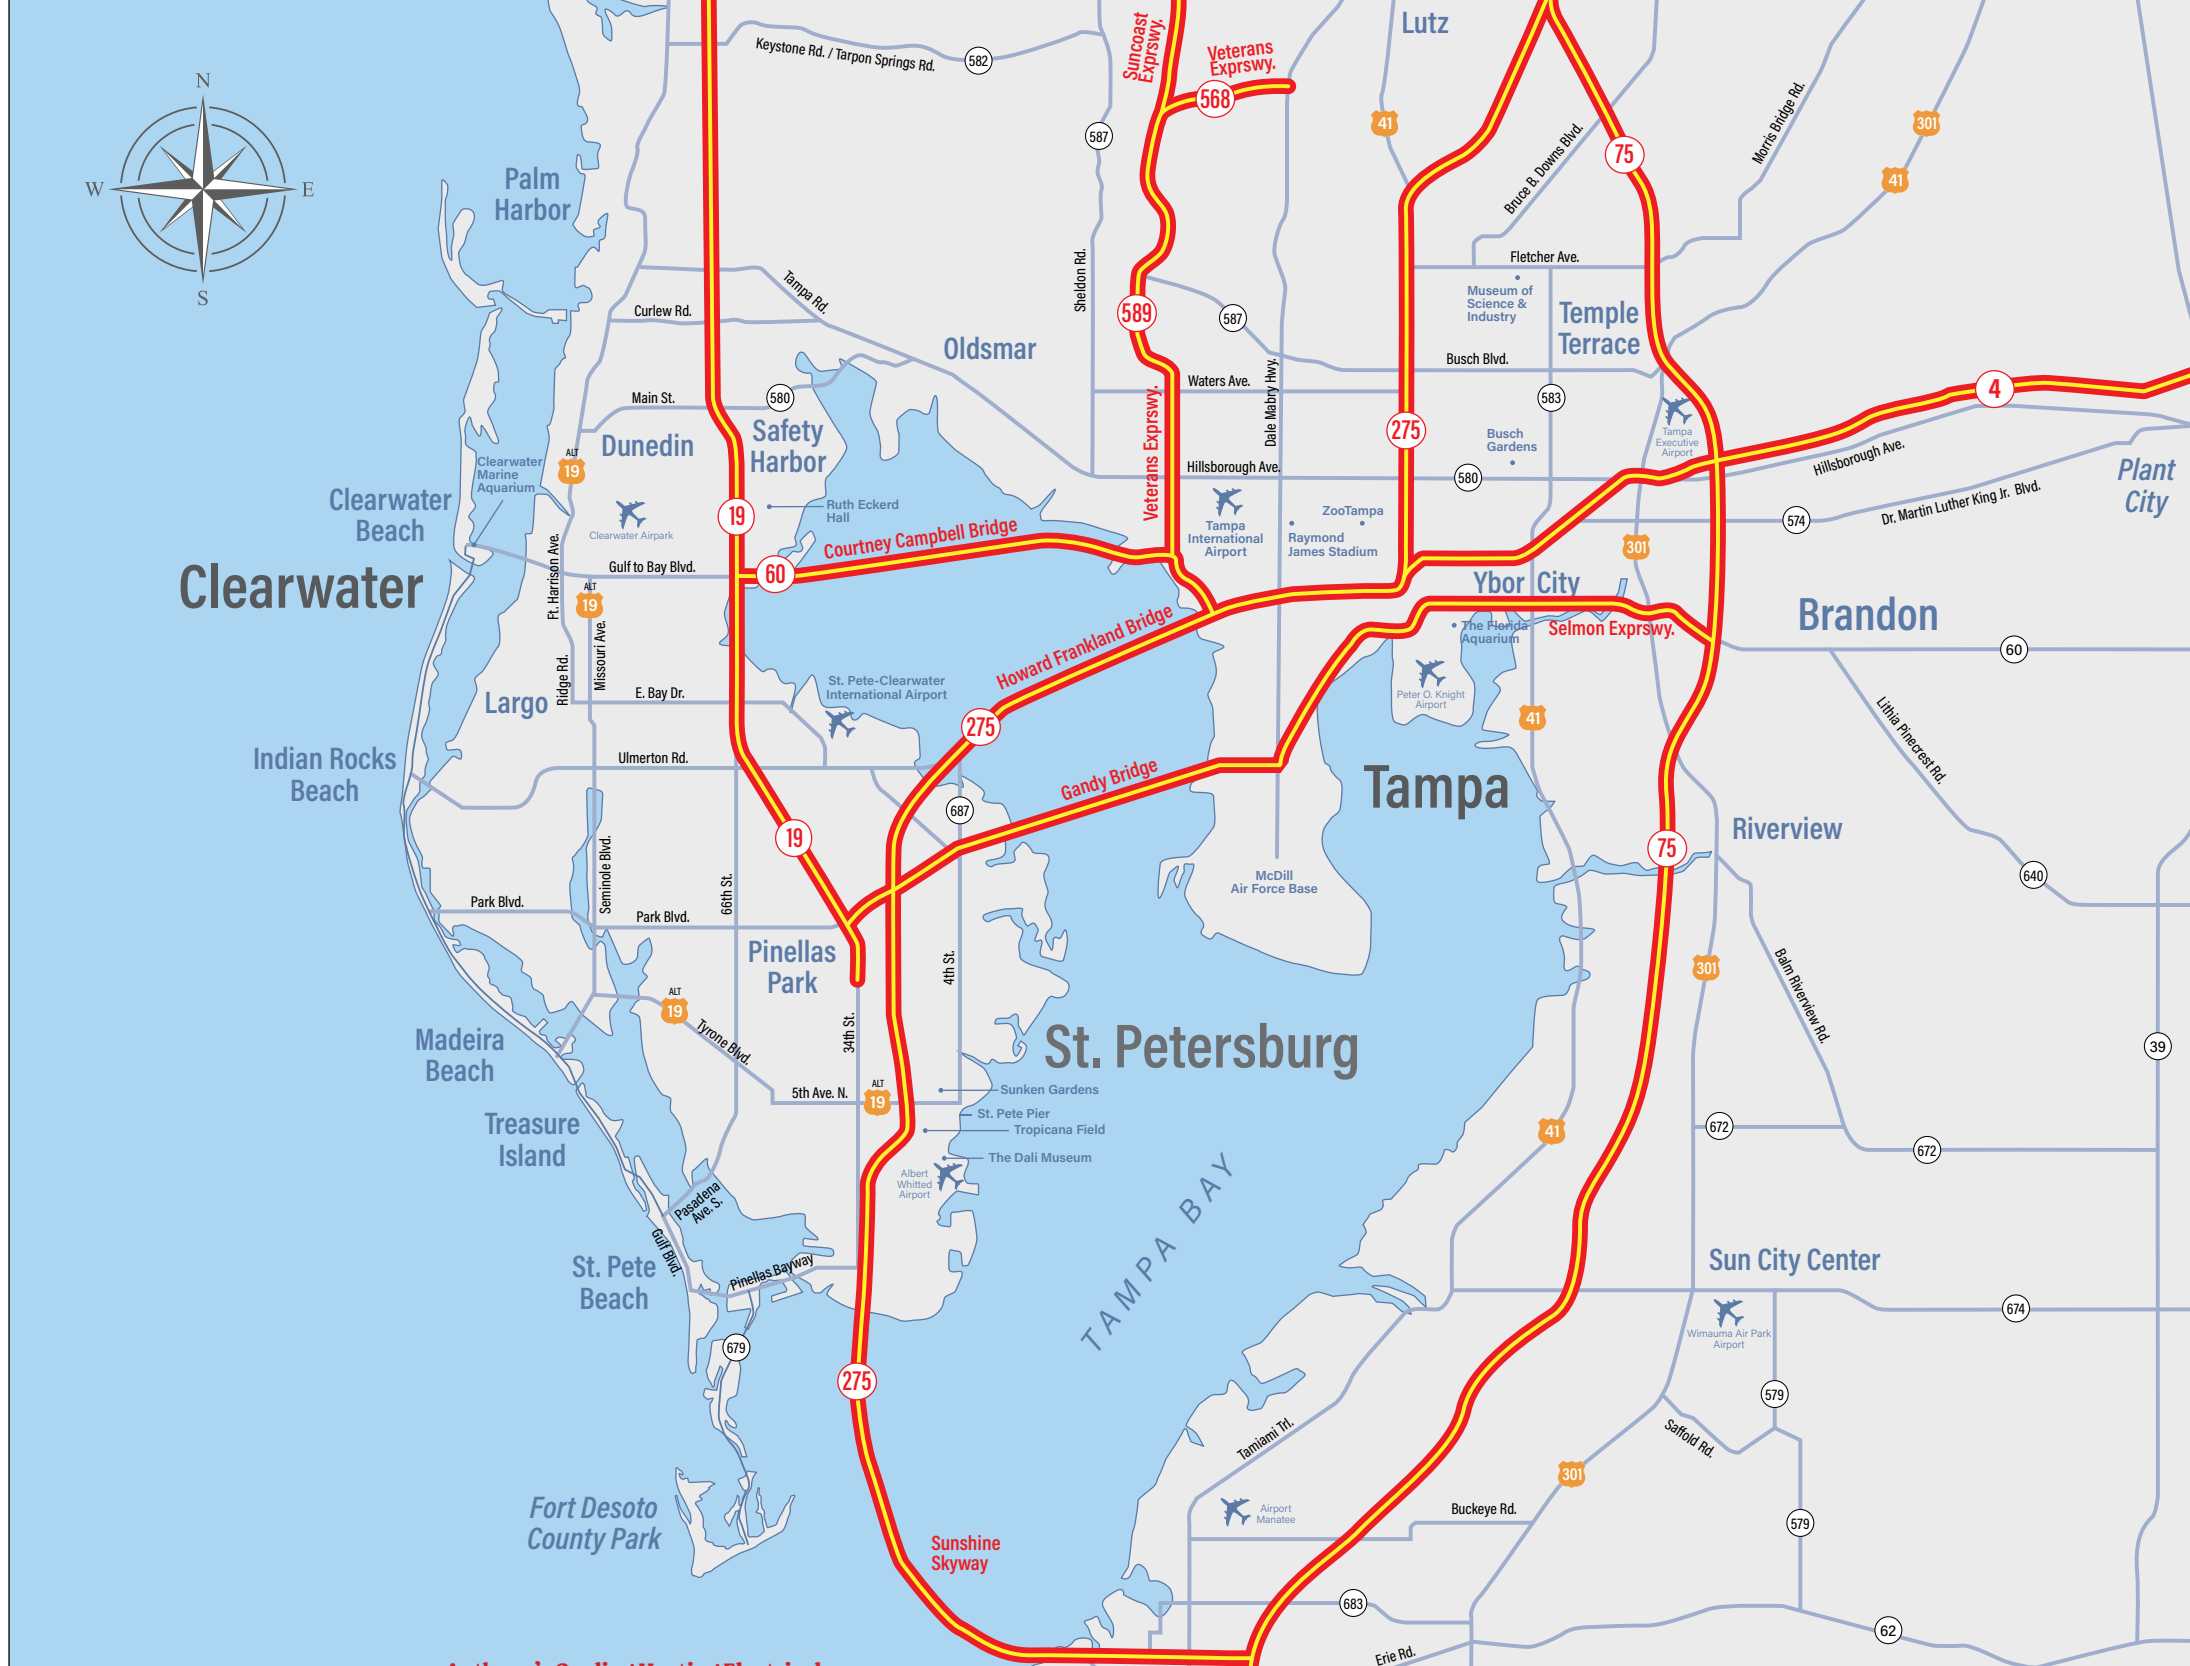 N
W
E
S
Suncoast
Exprswy.
Veterans
Exprswy.
568
Lutz
Keystone Rd. / Tarpon Springs Rd.
582
587
41
75
Bruce B. Downs Blvd.
Morris Bridge Rd.
301
41
Palm
Harbor
Sheldon Rd.
Tampa Rd.
Curlew Rd.
589
587
Fletcher Ave.
Museum of
Science &
Industry
Temple
Terrace
Oldsmar
Busch Blvd.
Waters Ave.
Dale Mabry Hwy.
Veterans Exprswy.
Main St.
580
583
4
Safety
Harbor
Dunedin
275
Busch
Gardens
Tampa
Executive
Airport
Hillsborough Ave.
580
Hillsborough Ave.
Plant
City
Clearwater
Marine
Aquarium
ALT
19
Clearwater
Beach
Clearwater Airpark
19
Ruth Eckerd
Hall
Courtney Campbell Bridge
Tampa
International
Airport
ZooTampa
Raymond
James Stadium
574
Dr. Martin Luther King Jr. Blvd.
301
Clearwater
Ft. Harrison Ave.
Gulf to Bay Blvd.
60
ALT
19
Ybor City
Howard Frankland Bridge
The Florida
Aquarium
Selmon Exprswy.
Brandon
60
Ridge Rd.
Missouri Ave.
Largo
E. Bay Dr.
St. Pete-Clearwater
International Airport
275
Peter O. Knight
Airport
41
Lithia Pinecrest Rd.
Indian Rocks
Beach
Ulmerton Rd.
Gandy Bridge
Tampa
687
19
Riverview
75
Seminole Blvd.
66th St.
McDill
Air Force Base
640
Park Blvd.
Park Blvd.
Pinellas
Park
4th St.
301
Balm Riverview Rd.
ALT
19
Tyrone Blvd.
34th St.
St. Petersburg
39
Madeira
Beach
5th Ave. N.
ALT
19
Sunken Gardens
St. Pete Pier
Tropicana Field
41
672
672
Treasure
Island
The Dali Museum
Albert
Whitted
Airport
TAMPA BAY
Pasadena
Ave. S.
Gulf Blvd.
St. Pete
Beach
Pinellas Bayway
Sun City Center
674
Wimauma Air Park
Airport
679
275
579
Tamiami Trl.
Saffold Rd.
301
Fort Desoto
County Park
Airport
Manatee
Buckeye Rd.
579
Sunshine
Skyway
683
62
Erie Rd.